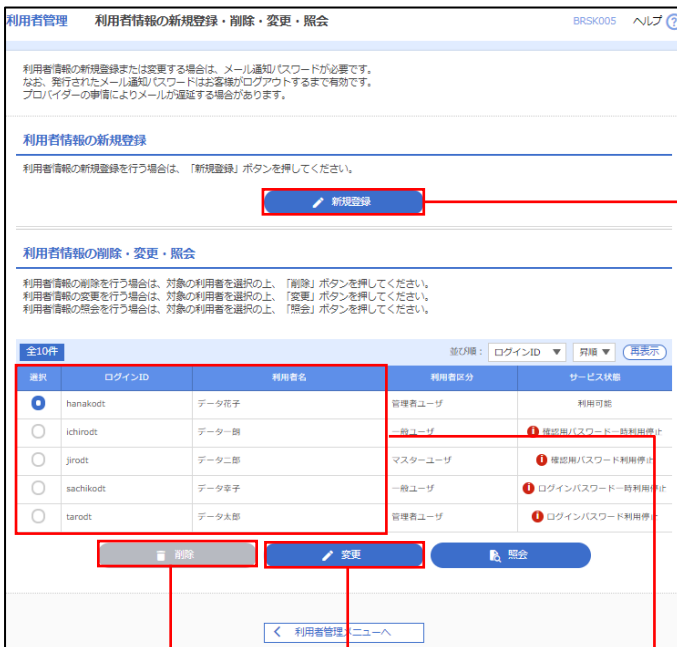 利用者管理 利用者情報の新規登録・削除・変更・照会 BRSK005 ヘルプ ?
利用者情報の新規登録または変更する場合は、メール通知パスワードが必要です。
なお、発行されたメール通知パスワードはお客様がログアウトするまで有効です。
プロバイダーの事情によりメールが遅延する場合があります。
利用者情報の新規登録
利用者情報の新規登録を行う場合は、「新規登録」ボタンを押してください。
新規登録
利用者情報の削除・変更・照会
利用者情報の削除を行う場合は、対象の利用者を選択の上、「削除」ボタンを押してください。
利用者情報の変更を行う場合は、対象の利用者を選択の上、「変更」ボタンを押してください。
利用者情報の照会を行う場合は、対象の利用者を選択の上、「照会」ボタンを押してください。
全10件 並び順： ログインID ▼ 昇順 ▼ 再表示
選択 ログインID 利用者名 利用者区分 サービス状態
hanakodt データ花子 管理者ユーザ 利用可能
ichirodt データ一朗 一般ユーザ 確認用パスワード一時利用停止
jirodt データ二郎 マスターユーザ 確認用パスワード利用停止
sachikodt データ幸子 一般ユーザ ログインパスワード一時利用停止
tarodt データ太郎 管理者ユーザ ログインパスワード利用停止
削除 変更 照会
利用者管理メニューへ